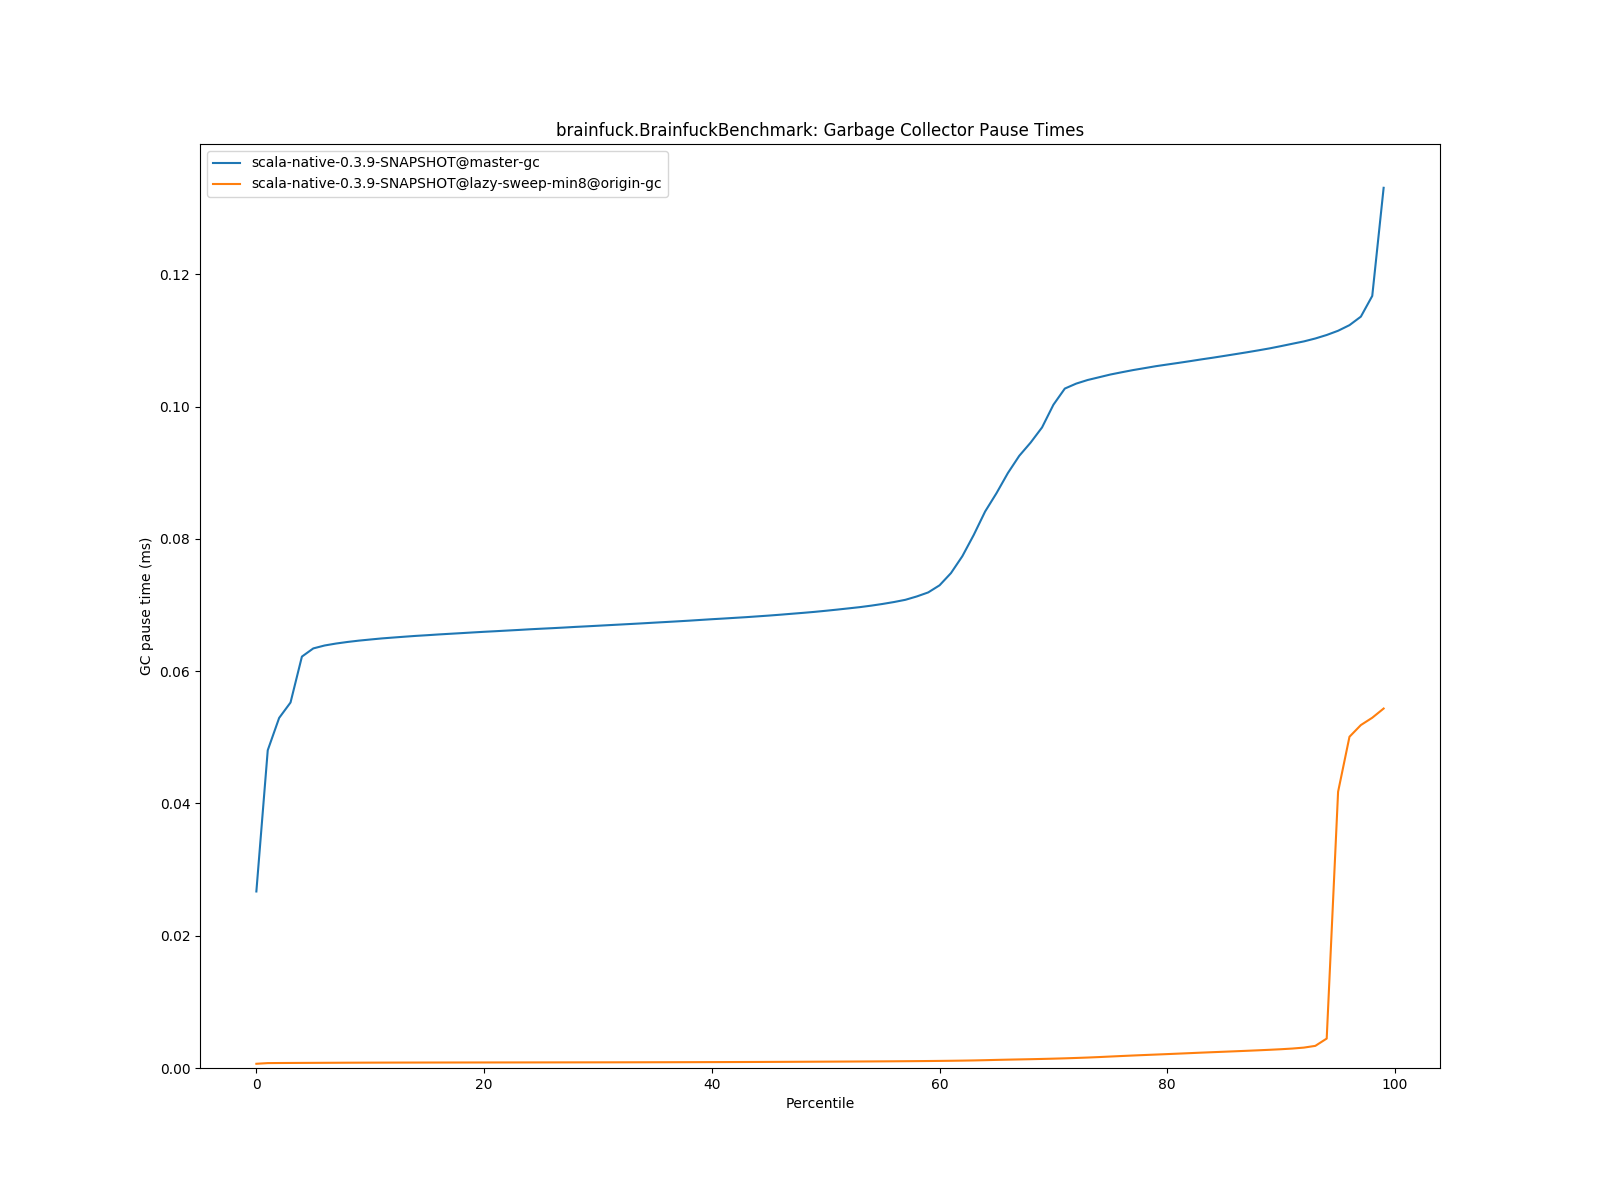 brainfuck.BrainfuckBenchmark: Garbage Collector Pause Times
scala-native-0.3.9-SNAPSHOT@master-gc
scala-native-0.3.9-SNAPSHOT@lazy-sweep-min8@origin-gc
0.12
0.10
0.08
0.06
0.04
0.02
0.00
GC pause time (ms)
0 20 40 60 80 100
Percentile